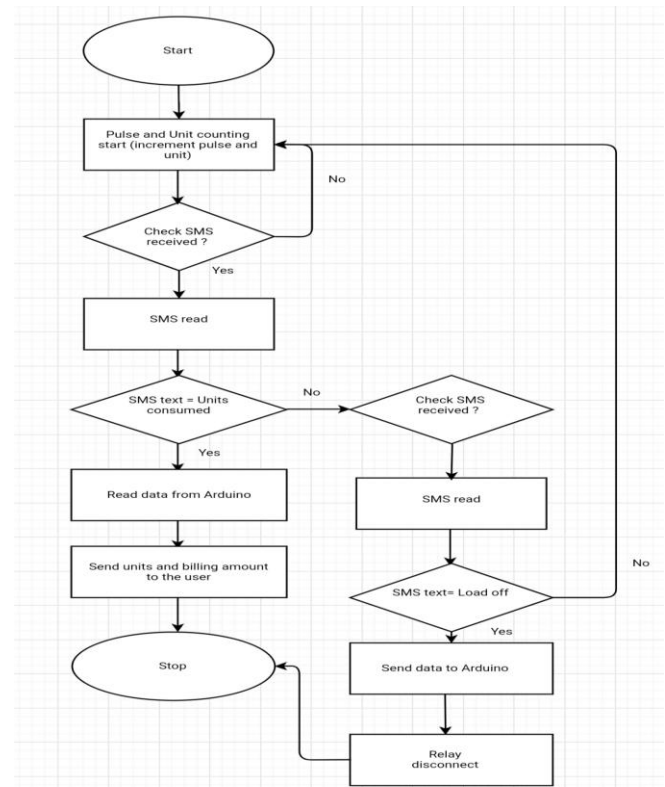 Start
Pulse and Unit counting
start (increment pulse and
unit)
No
Check SMS
received ?
Yes
SMS read
SMS text = Units
consumed
No
Check SMS
received ?
Yes
Read data from Arduino
SMS read
Send units and billing amount
to the user
SMS text= Load off
No
Yes
Stop
Send data to Arduino
Relay
disconnect